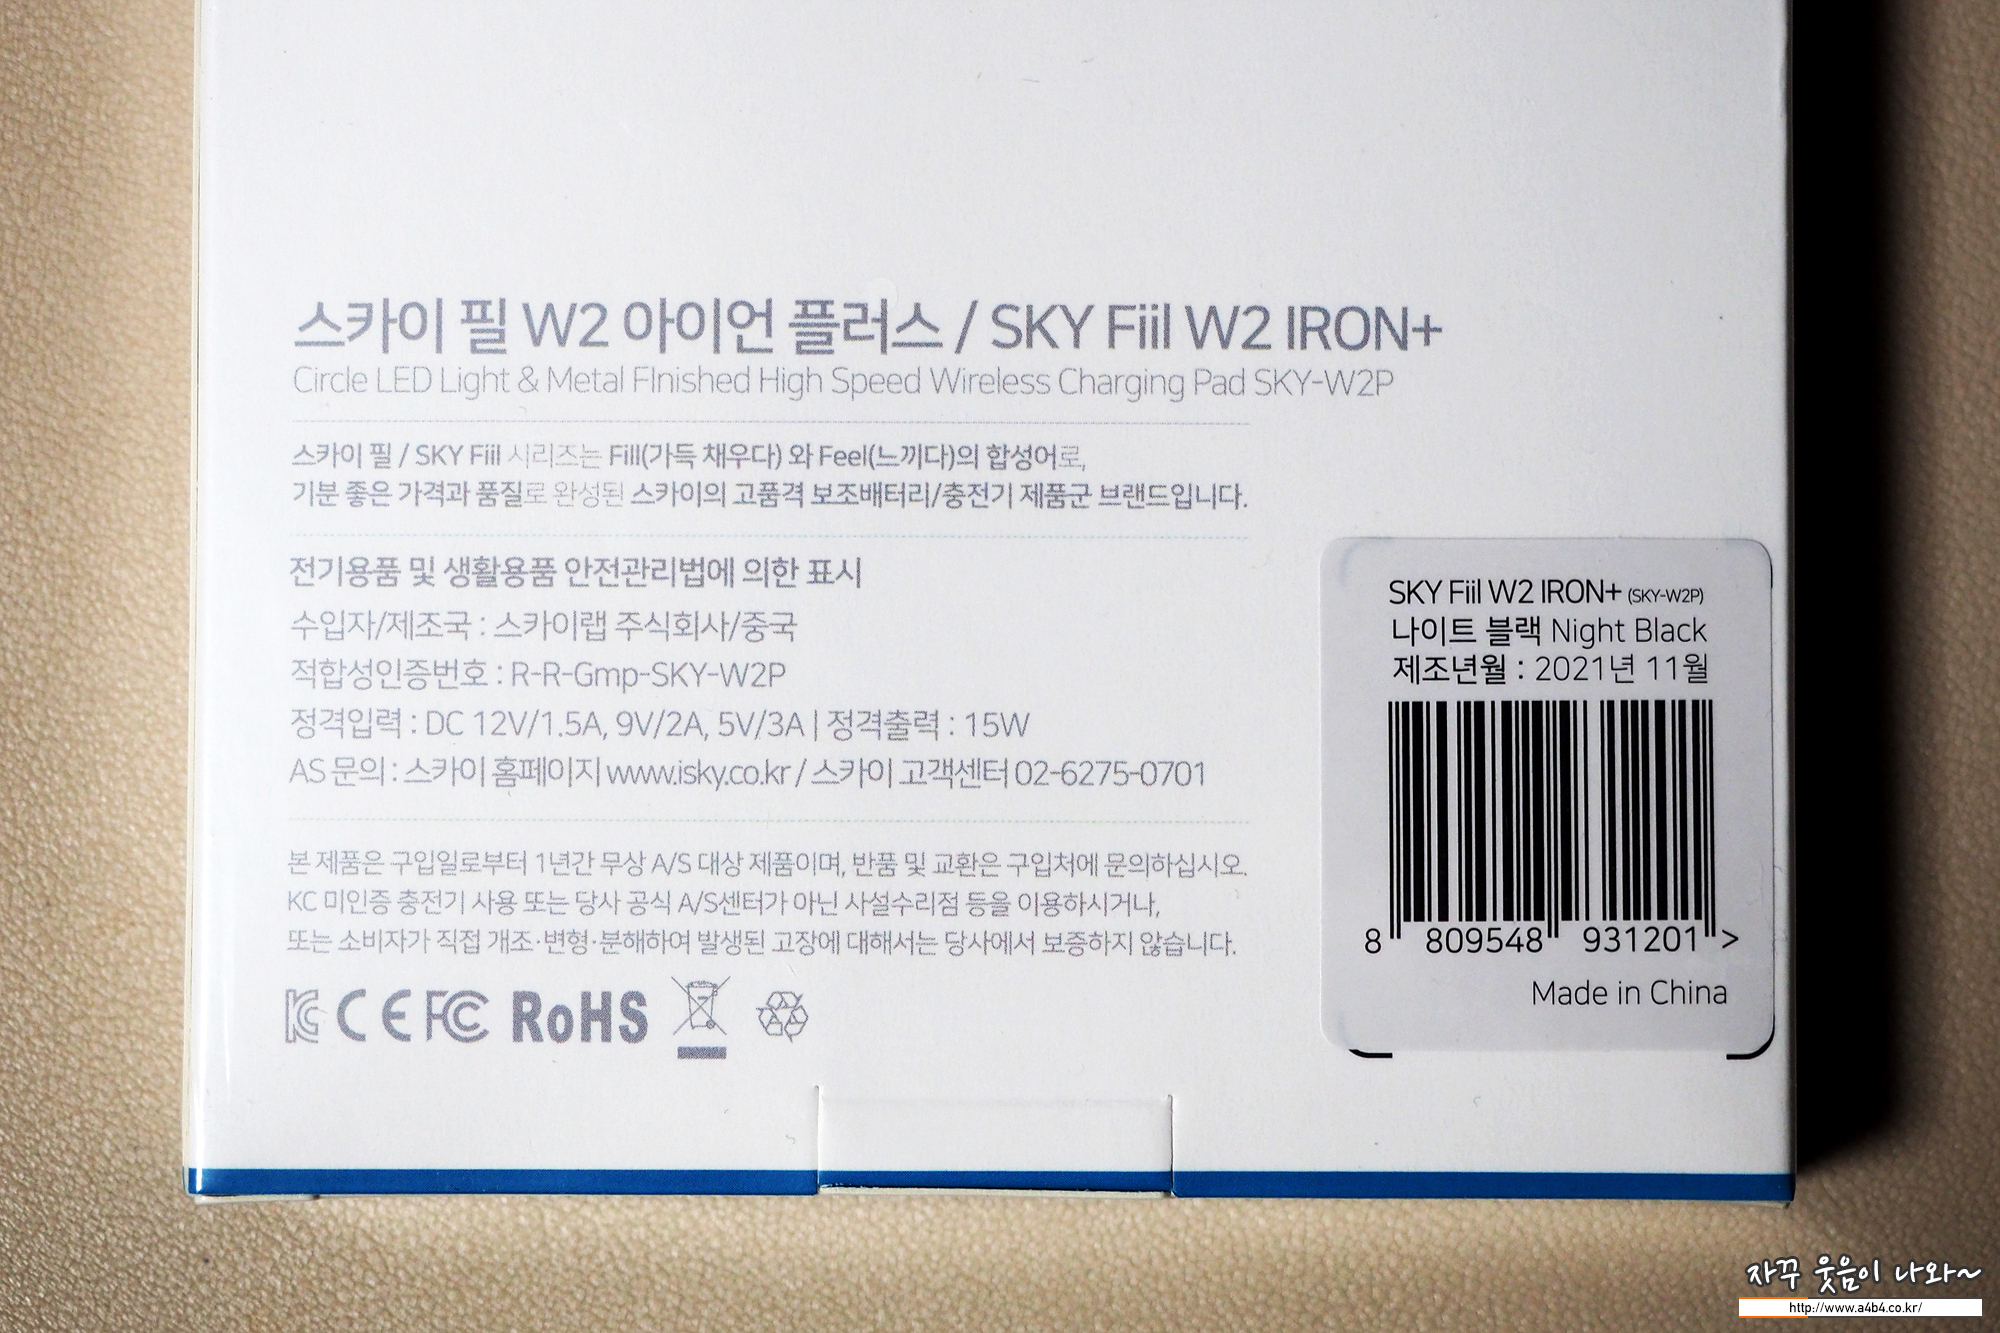 스카이 필 W2 아이언 플러스 / SKY Fiil W2 IRON+
Circle LED Light & Metal FInished High Speed Wireless Charging Pad SKY-W2P
스카이 필 / SKY Fiil 시리즈는 Fill(가득 채우다) 와 Feel(느끼다)의 합성어로,
기분 좋은 가격과 품질로 완성된 스카이의 고품격 보조배터리/충전기 제품군 브랜드입니다.
전기용품 및 생활용품 안전관리법에 의한 표시
수입자/제조국 : 스카이랩 주식회사/중국
적합성인증번호 : R-R-Gmp-SKY-W2P
정격입력 : DC 12V/1.5A, 9V/2A, 5V/3A | 정격출력 : 15W
AS 문의 : 스카이 홈페이지 www.isky.co.kr / 스카이 고객센터 02-6275-0701
본 제품은 구입일로부터 1년간 무상 A/S 대상 제품이며, 반품 및 교환은 구입처에 문의하십시오.
KC 미인증 충전기 사용 또는 당사 공식 A/S센터가 아닌 사설수리점 등을 이용하시거나,
또는 소비자가 직접 개조·변형·분해하여 발생된 고장에 대해서는 당사에서 보증하지 않습니다.
KC CE FC RoHS
SKY Fiil W2 IRON+ (SKY-W2P)
나이트 블랙 Night Black
제조년월 : 2021년 11월
8 809548 931201 >
Made in China
자꾸 웃음이 나와~
http://www.a4b4.co.kr/